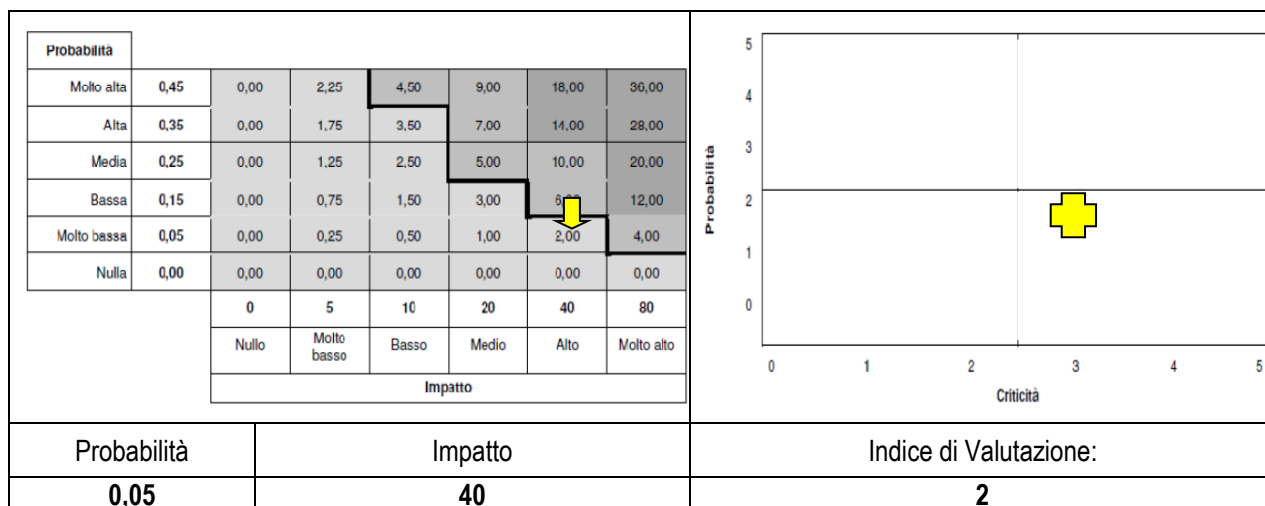 Probabilità
Molto alta 0,45 0,00 2,25 4,50 9,00 18,00 36,00
Alta 0,35 0,00 1,75 3,50 7,00 14,00 28,00
Media 0,25 0,00 1,25 2,50 5,00 10,00 20,00
Bassa 0,15 0,00 0,75 1,50 3,00 12,00
Molto bassa 0,05 0,00 0,25 0,50 1,00 2,00 4,00
Nulla 0,00 0,00 0,00 0,00 0,00 0,00 0,00
0 5 10 20 40 80
Nullo Molto basso Basso Medio Alto Molto alto
Impatto
5
4
3
2
1
0
Probabilità
0 1 2 3 4 5
Criticità
Probabilità Impatto Indice di Valutazione:
0,05 40 2